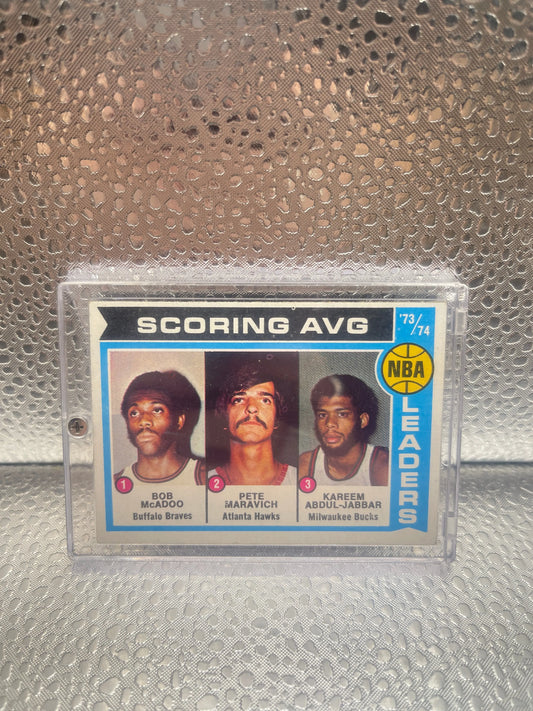 SCORING AVG
'73/74
NBA
LEADERS
1
BOB
McADOO
Buffalo Braves
2
PETE
MARAVICH
Atlanta Hawks
3
KAREEM
ABDUL-JABBAR
Milwaukee Bucks